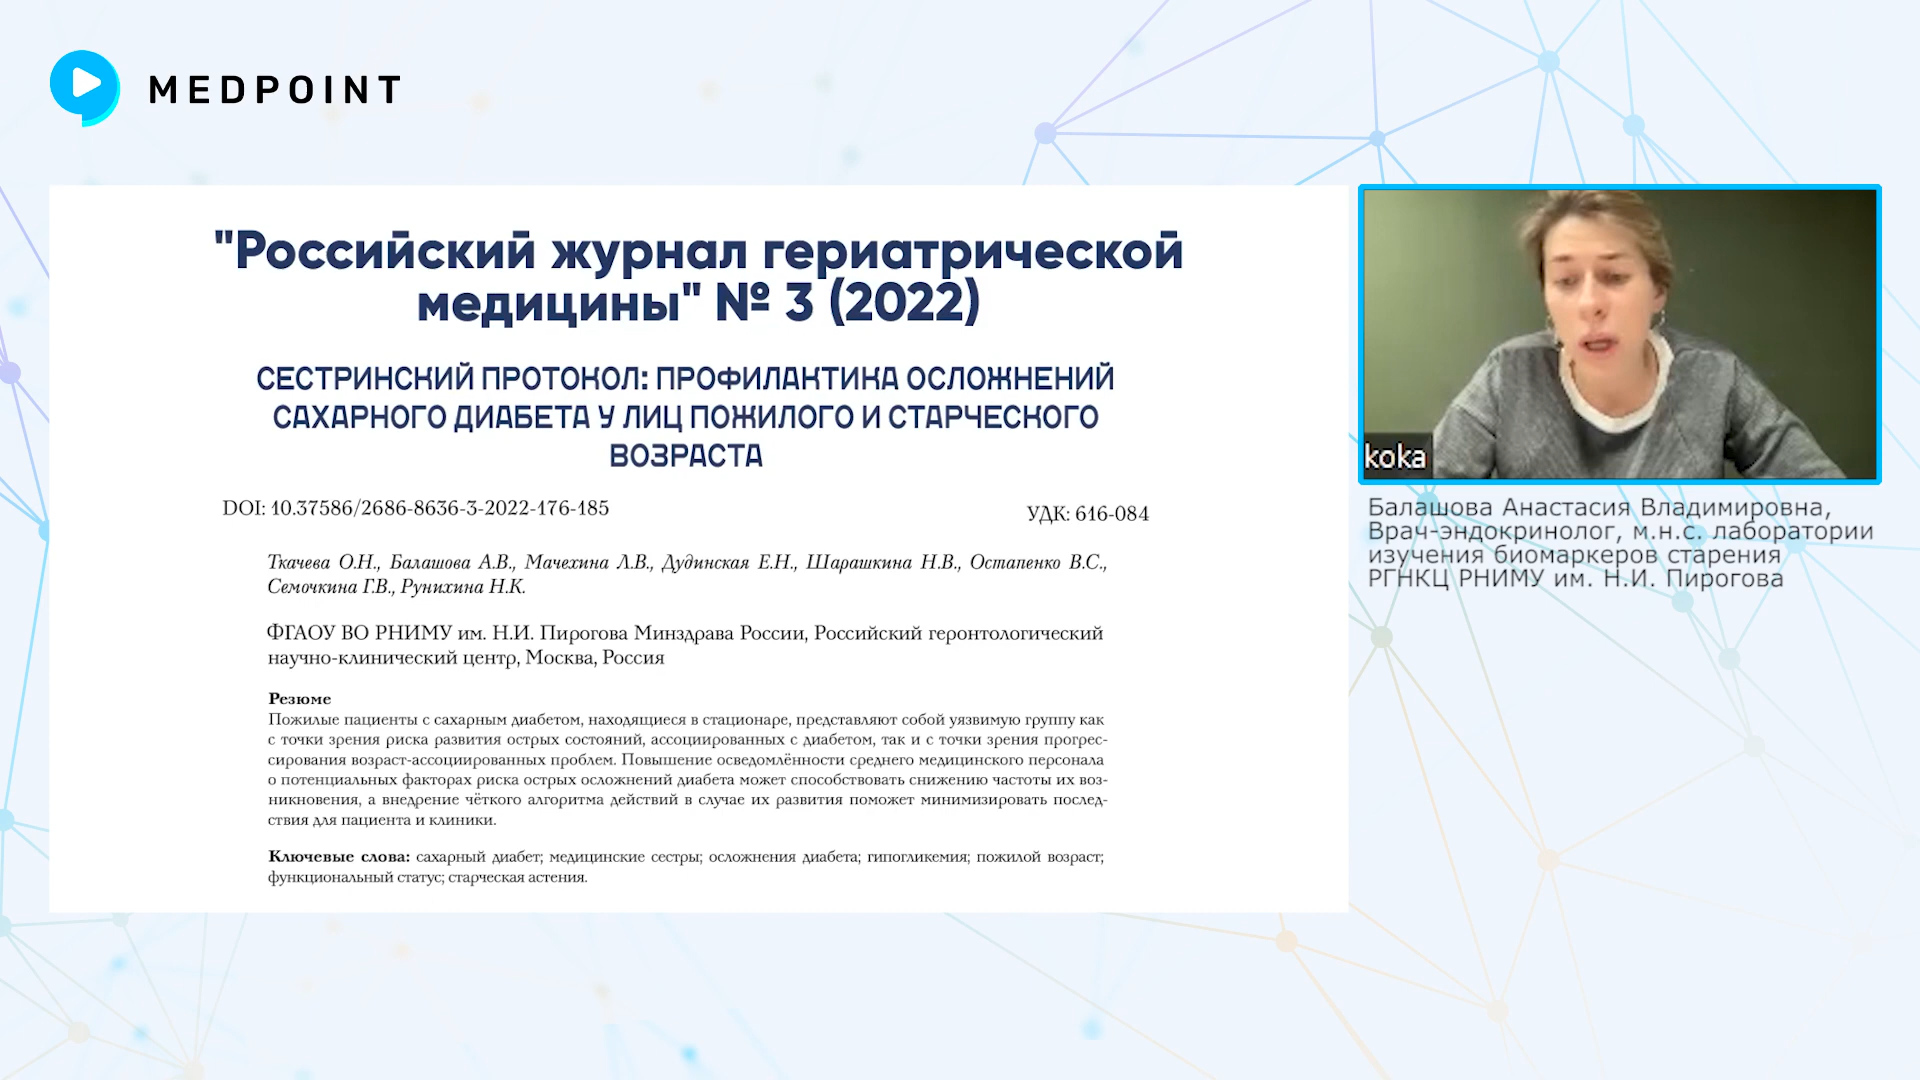 MEDPOINT
"Российский журнал гериатрической
медицины" № 3 (2022)
СЕСТРИНСКИЙ ПРОТОКОЛ: ПРОФИЛАКТИКА ОСЛОЖНЕНИЙ
САХАРНОГО ДИАБЕТА У ЛИЦ ПОЖИЛОГО И СТАРЧЕСКОГО
ВОЗРАСТА
DOI: 10.37586/2686-8636-3-2022-176-185
УДК: 616-084
Ткачева О.Н., Балашова А.В., Мачехина Л.В., Дудинская Е.Н., Шарашкина Н.В., Остапенко В.С.,
Семочкина Г.В., Рунихина Н.К.
ФГАОУ ВО РНИМУ им. Н.И. Пирогова Минздрава России, Российский геронтологический
научно-клинический центр, Москва, Россия
Резюме
Пожилые пациенты с сахарным диабетом, находящиеся в стационаре, представляют собой уязвимую группу как
с точки зрения риска развития острых состояний, ассоциированных с диабетом, так и с точки зрения прогрес-
сирования возраст-ассоциированных проблем. Повышение осведомлённости среднего медицинского персонала
о потенциальных факторах риска острых осложнений диабета может способствовать снижению частоты их воз-
никновения, а внедрение чёткого алгоритма действий в случае их развития поможет минимизировать послед-
ствия для пациента и клиники.
Ключевые слова: сахарный диабет; медицинские сестры; осложнения диабета; гипогликемия; пожилой возраст;
функциональный статус; старческая астения.
koka
Балашова Анастасия Владимировна,
Врач-эндокринолог, м.н.с. лаборатории
изучения биомаркеров старения
РГНКЦ РНИМУ им. Н.И. Пирогова